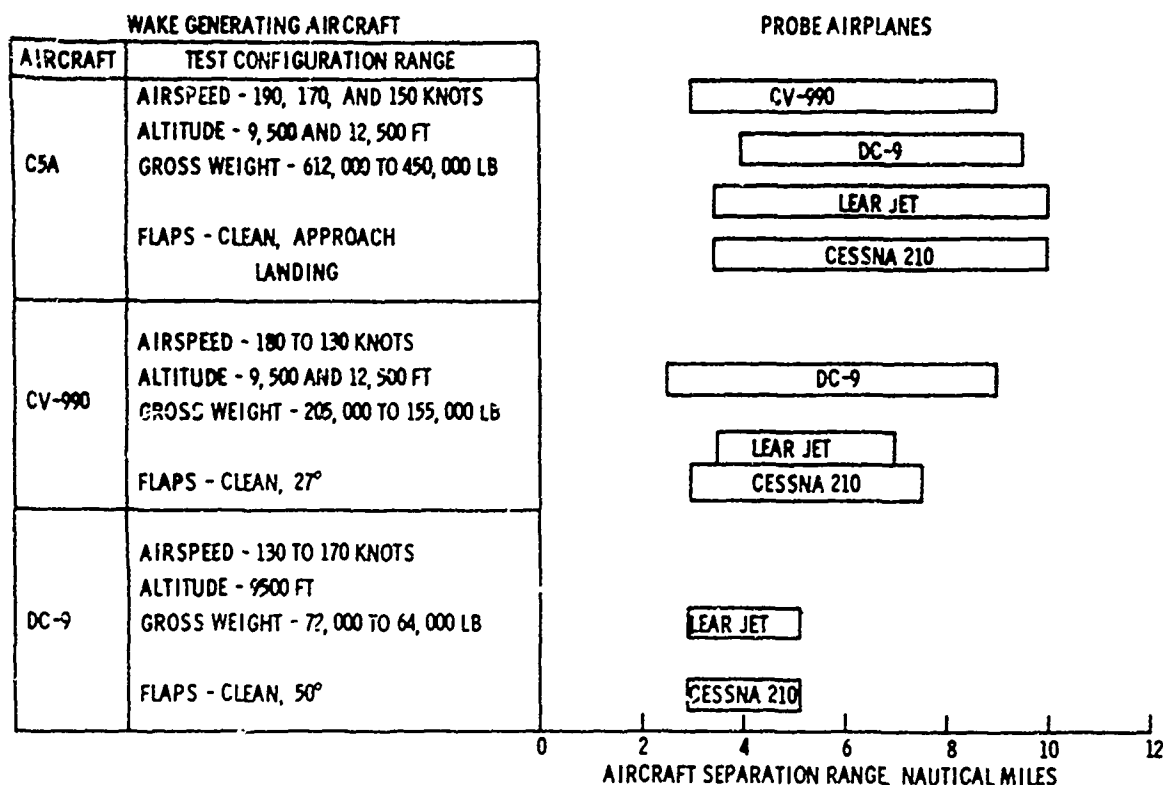 WAKE GENERATING AIRCRAFT
PROBE AIRPLANES
AIRCRAFT
TEST CONFIGURATION RANGE
C5A
AIRSPEED - 190, 170, AND 150 KNOTS
ALTITUDE - 9,500 AND 12,500 FT
GROSS WEIGHT - 612,000 TO 450,000 LB
FLAPS - CLEAN, APPROACH
LANDING
CV-990
DC-9
LEAR JET
CESSNA 210
CV-990
AIRSPEED - 180 TO 130 KNOTS
ALTITUDE - 9,500 AND 12,500 FT
GROSS WEIGHT - 205,000 TO 155,000 LB
FLAPS - CLEAN, 27°
DC-9
LEAR JET
CESSNA 210
DC-9
AIRSPEED - 130 TO 170 KNOTS
ALTITUDE - 9500 FT
GROSS WEIGHT - 72,000 TO 64,000 LB
FLAPS - CLEAN, 50°
LEAR JET
CESSNA 210
0 2 4 6 8 10 12
AIRCRAFT SEPARATION RANGE, NAUTICAL MILES